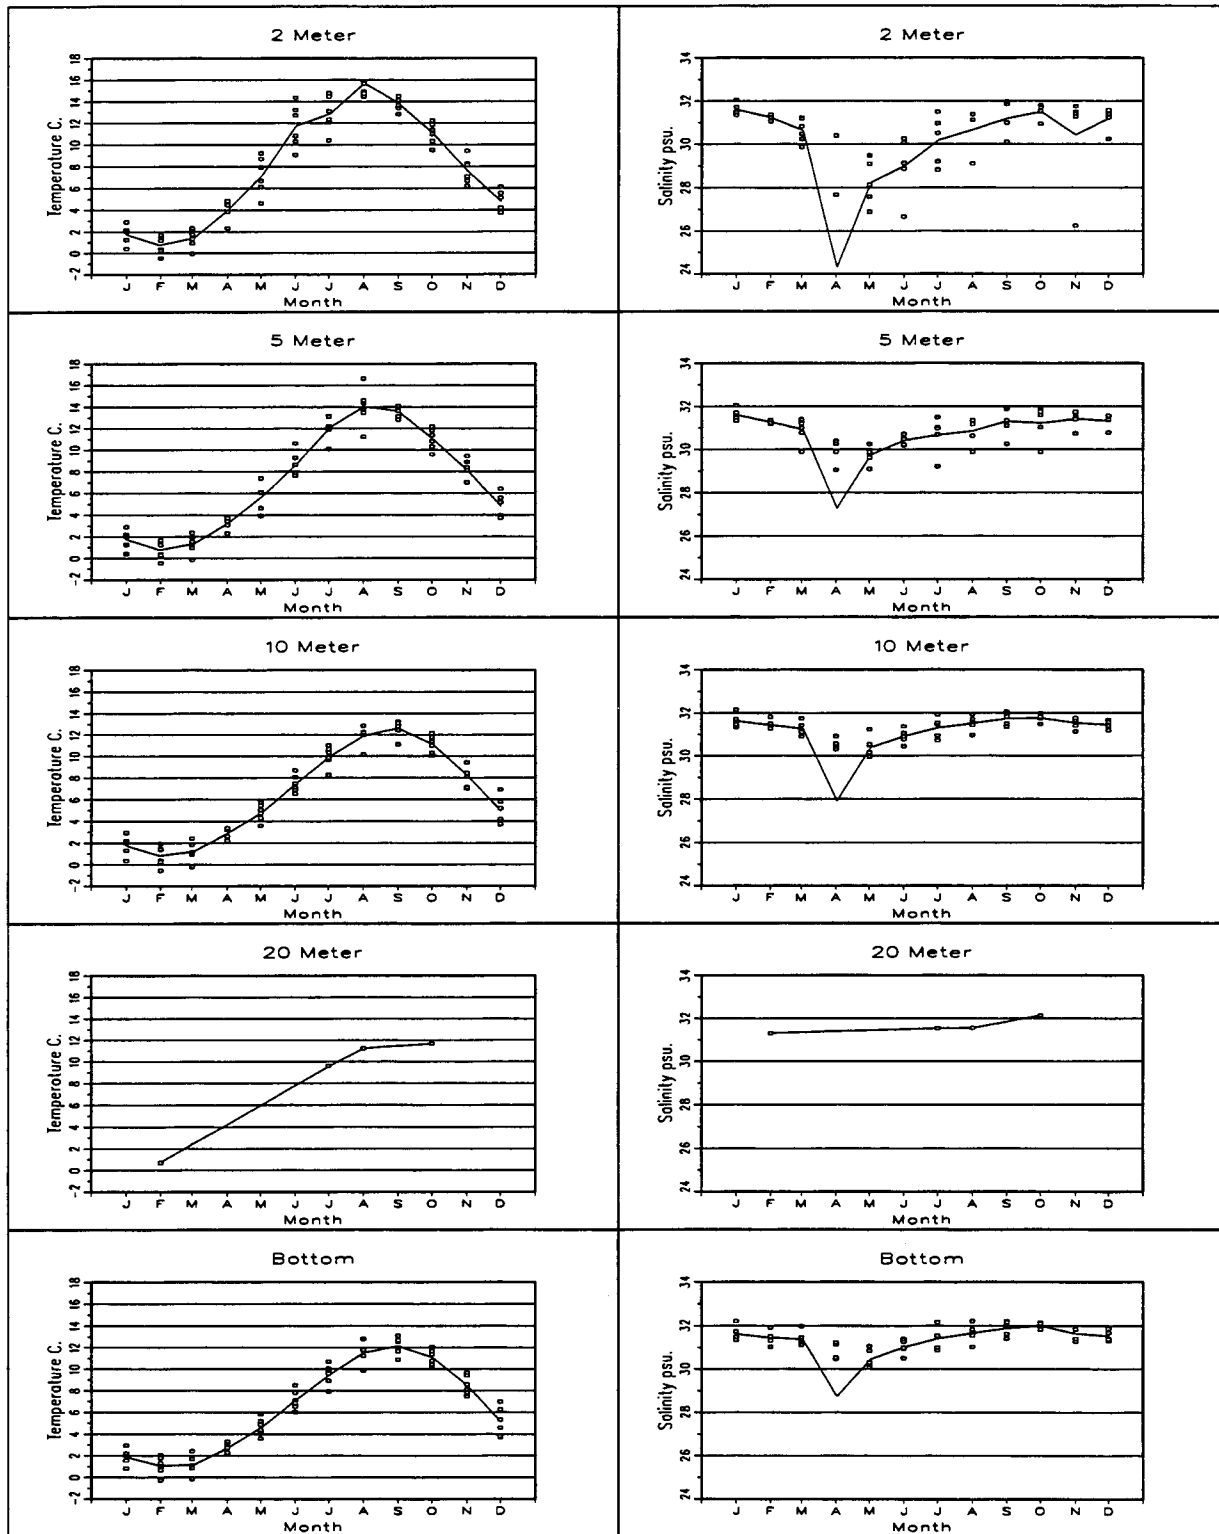 2 Meter
Temperature C.
18
16
14
12
10
8
6
4
2
0
-2
J F M A M J J A S O N D
Month
2 Meter
Salinity psu.
34
32
30
28
26
24
J F M A M J J A S O N D
Month
5 Meter
Temperature C.
18
16
14
12
10
8
6
4
2
0
-2
J F M A M J J A S O N D
Month
5 Meter
Salinity psu.
34
32
30
28
26
24
J F M A M J J A S O N D
Month
10 Meter
Temperature C.
18
16
14
12
10
8
6
4
2
0
-2
J F M A M J J A S O N D
Month
10 Meter
Salinity psu.
34
32
30
28
26
24
J F M A M J J A S O N D
Month
20 Meter
Temperature C.
18
16
14
12
10
8
6
4
2
0
-2
J F M A M J J A S O N D
Month
20 Meter
Salinity psu.
34
32
30
28
26
24
J F M A M J J A S O N D
Month
Bottom
Temperature C.
18
16
14
12
10
8
6
4
2
0
-2
J F M A M J J A S O N D
Month
Bottom
Salinity psu.
34
32
30
28
26
24
J F M A M J J A S O N D
Month